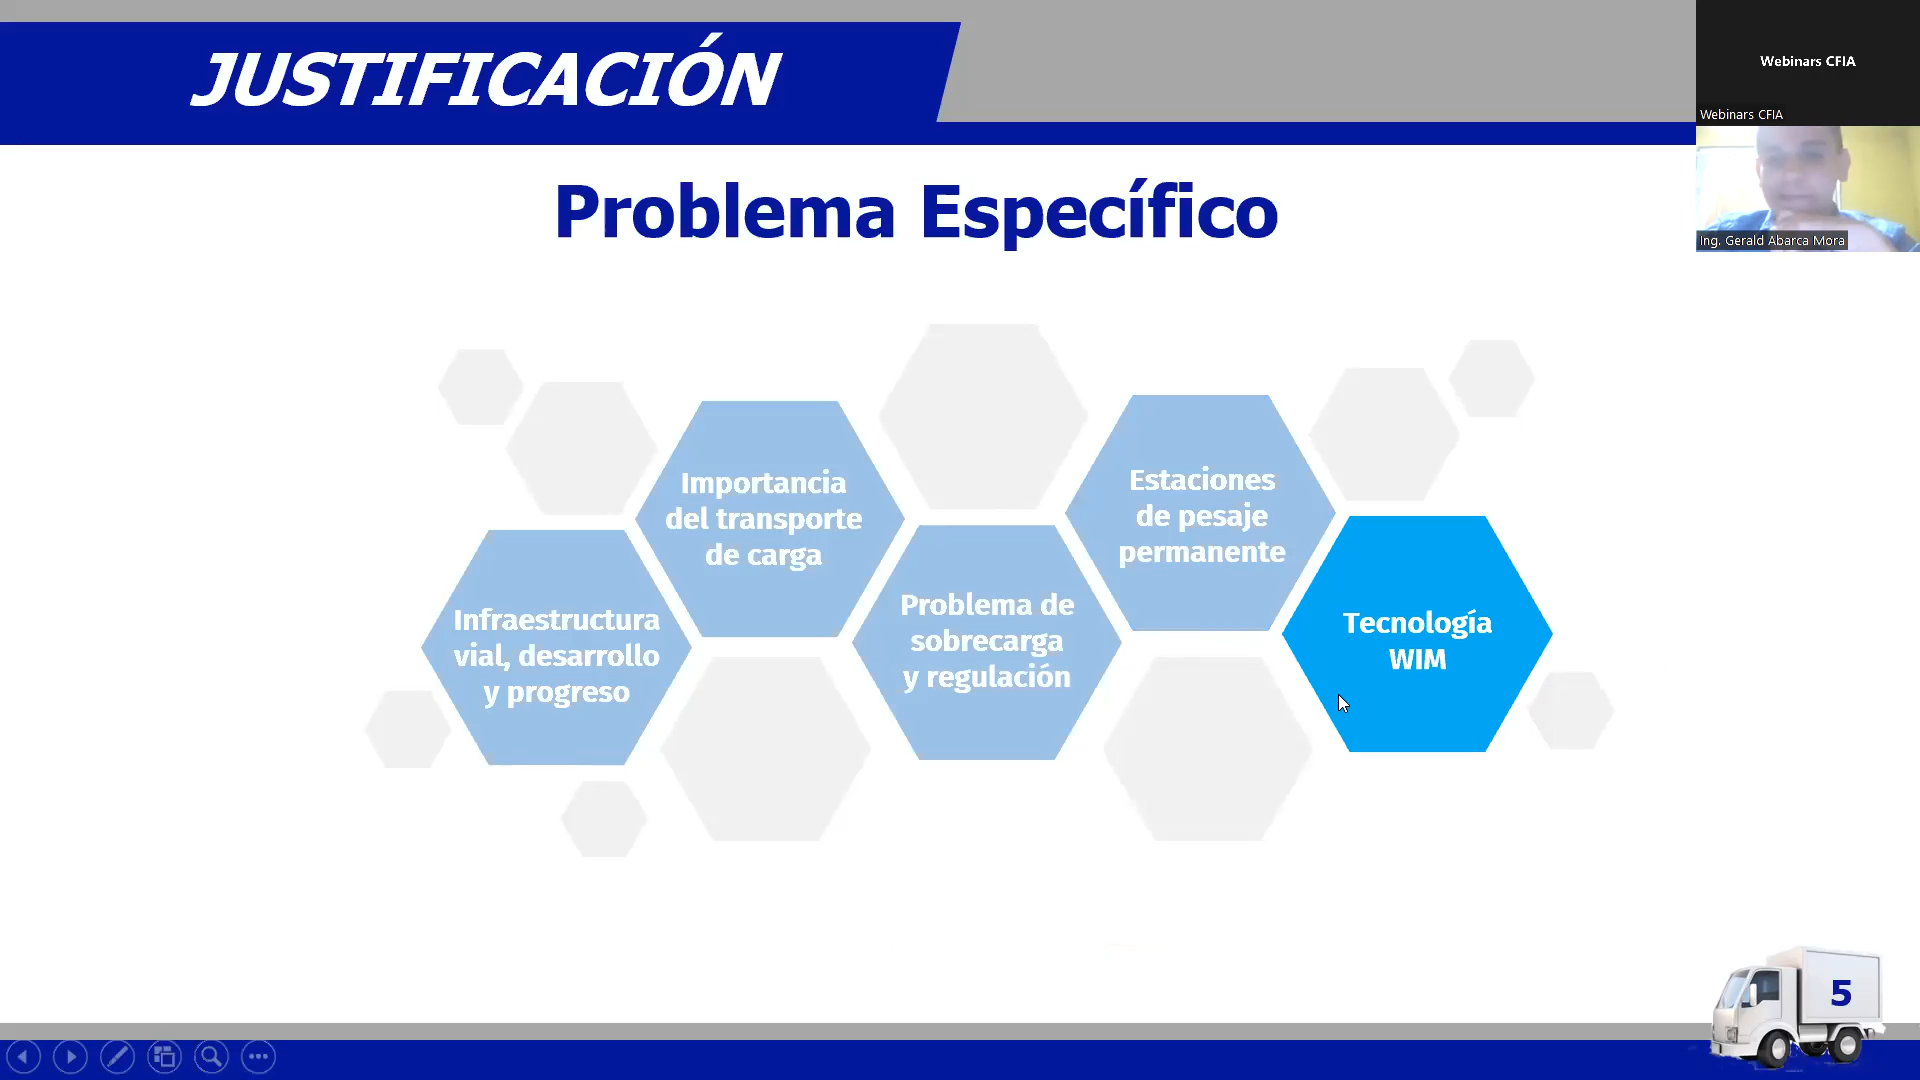 JUSTIFICACIÓN
Webinars CFIA
Webinars CFIA
Ing. Gerald Abarca Mora
Problema Específico
Infraestructura
vial, desarrollo
y progreso
Importancia
del transporte
de carga
Problema de
sobrecarga
y regulación
Estaciones
de pesaje
permanente
Tecnología
WIM
5